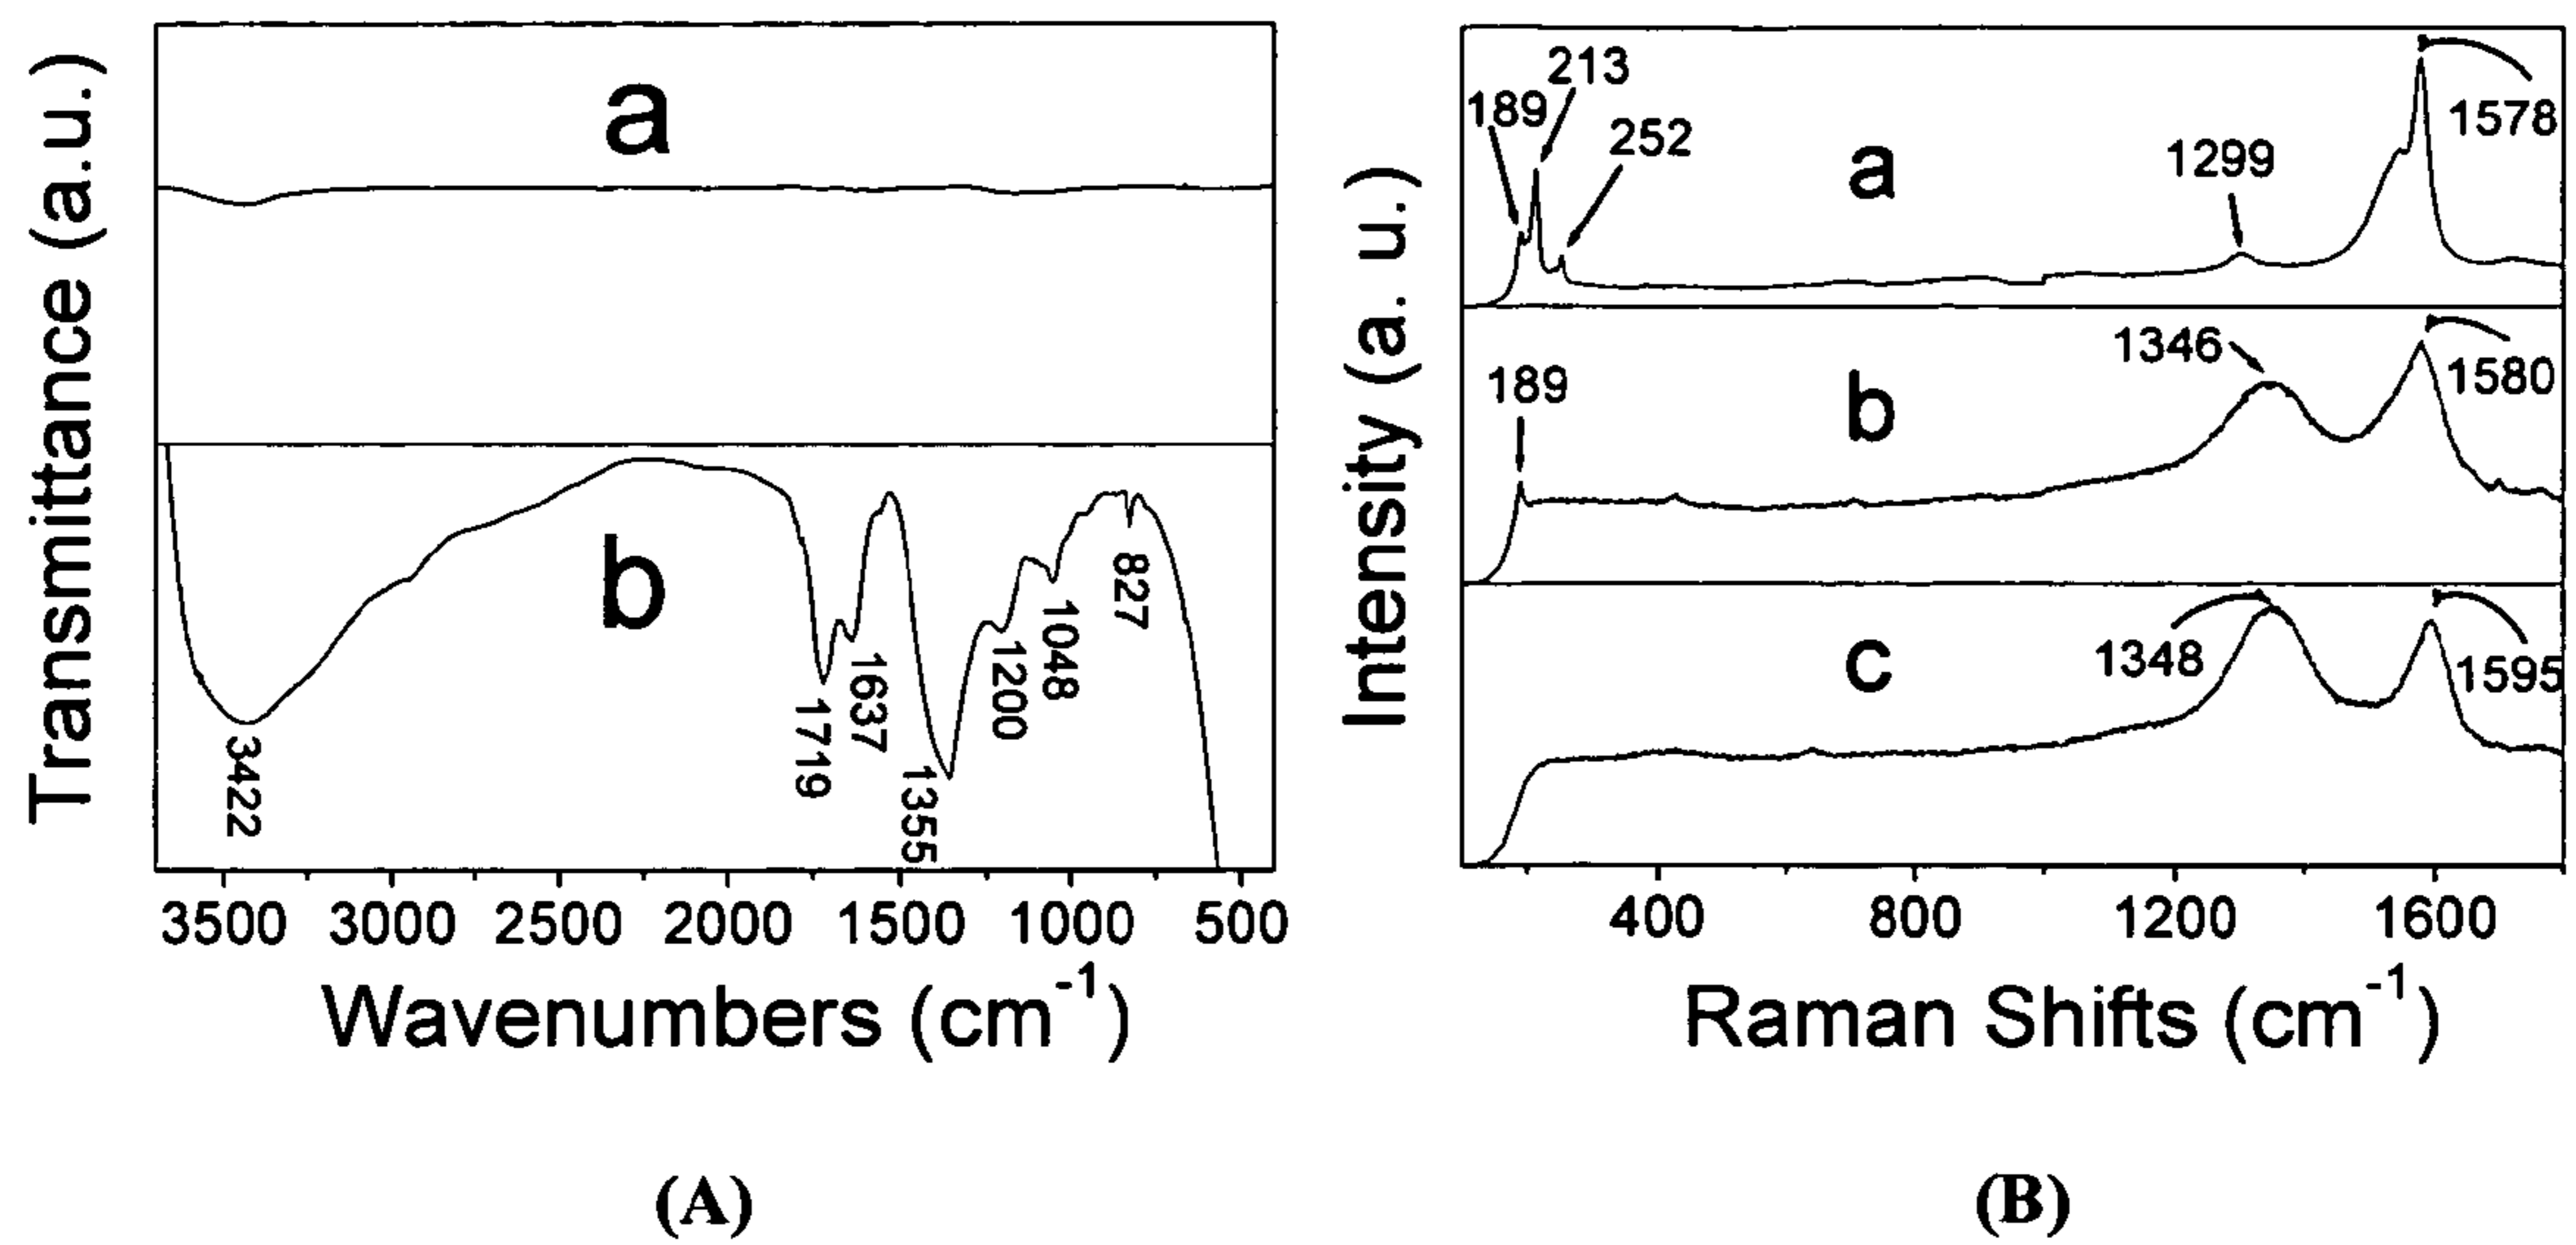 Transmittance (a.u.)
a
b
3422
1719
1637
1355
1200
1048
827
3500 3000 2500 2000 1500 1000 500
Wavenumbers (cm-1)
(A)
Intensity (a. u.)
189
213
252
a
1299
1578
189
b
1346
1580
c
1348
1595
400 800 1200 1600
Raman Shifts (cm-1)
(B)